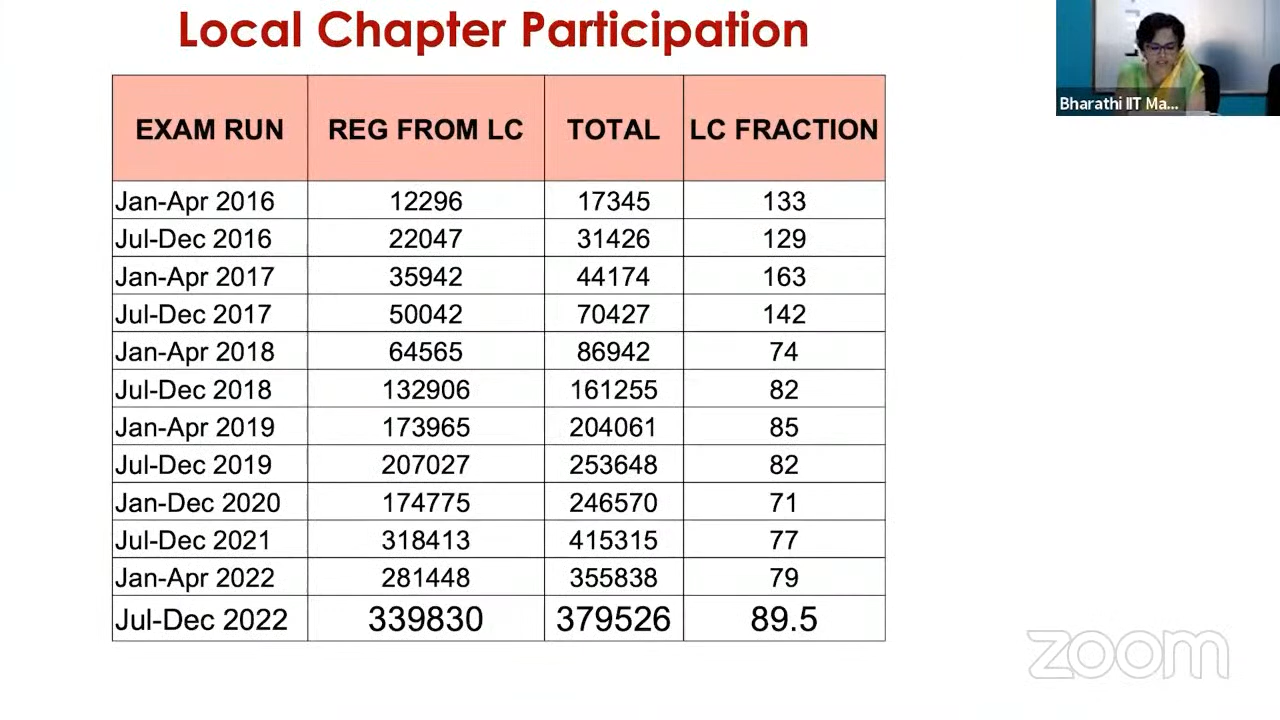 Local Chapter Participation
EXAM RUN REG FROM LC TOTAL LC FRACTION
Jan-Apr 2016 12296 17345 133
Jul-Dec 2016 22047 31426 129
Jan-Apr 2017 35942 44174 163
Jul-Dec 2017 50042 70427 142
Jan-Apr 2018 64565 86942 74
Jul-Dec 2018 132906 161255 82
Jan-Apr 2019 173965 204061 85
Jul-Dec 2019 207027 253648 82
Jan-Dec 2020 174775 246570 71
Jul-Dec 2021 318413 415315 77
Jan-Apr 2022 281448 355838 79
Jul-Dec 2022 339830 379526 89.5
Bharathi IIT Ma...
zoom